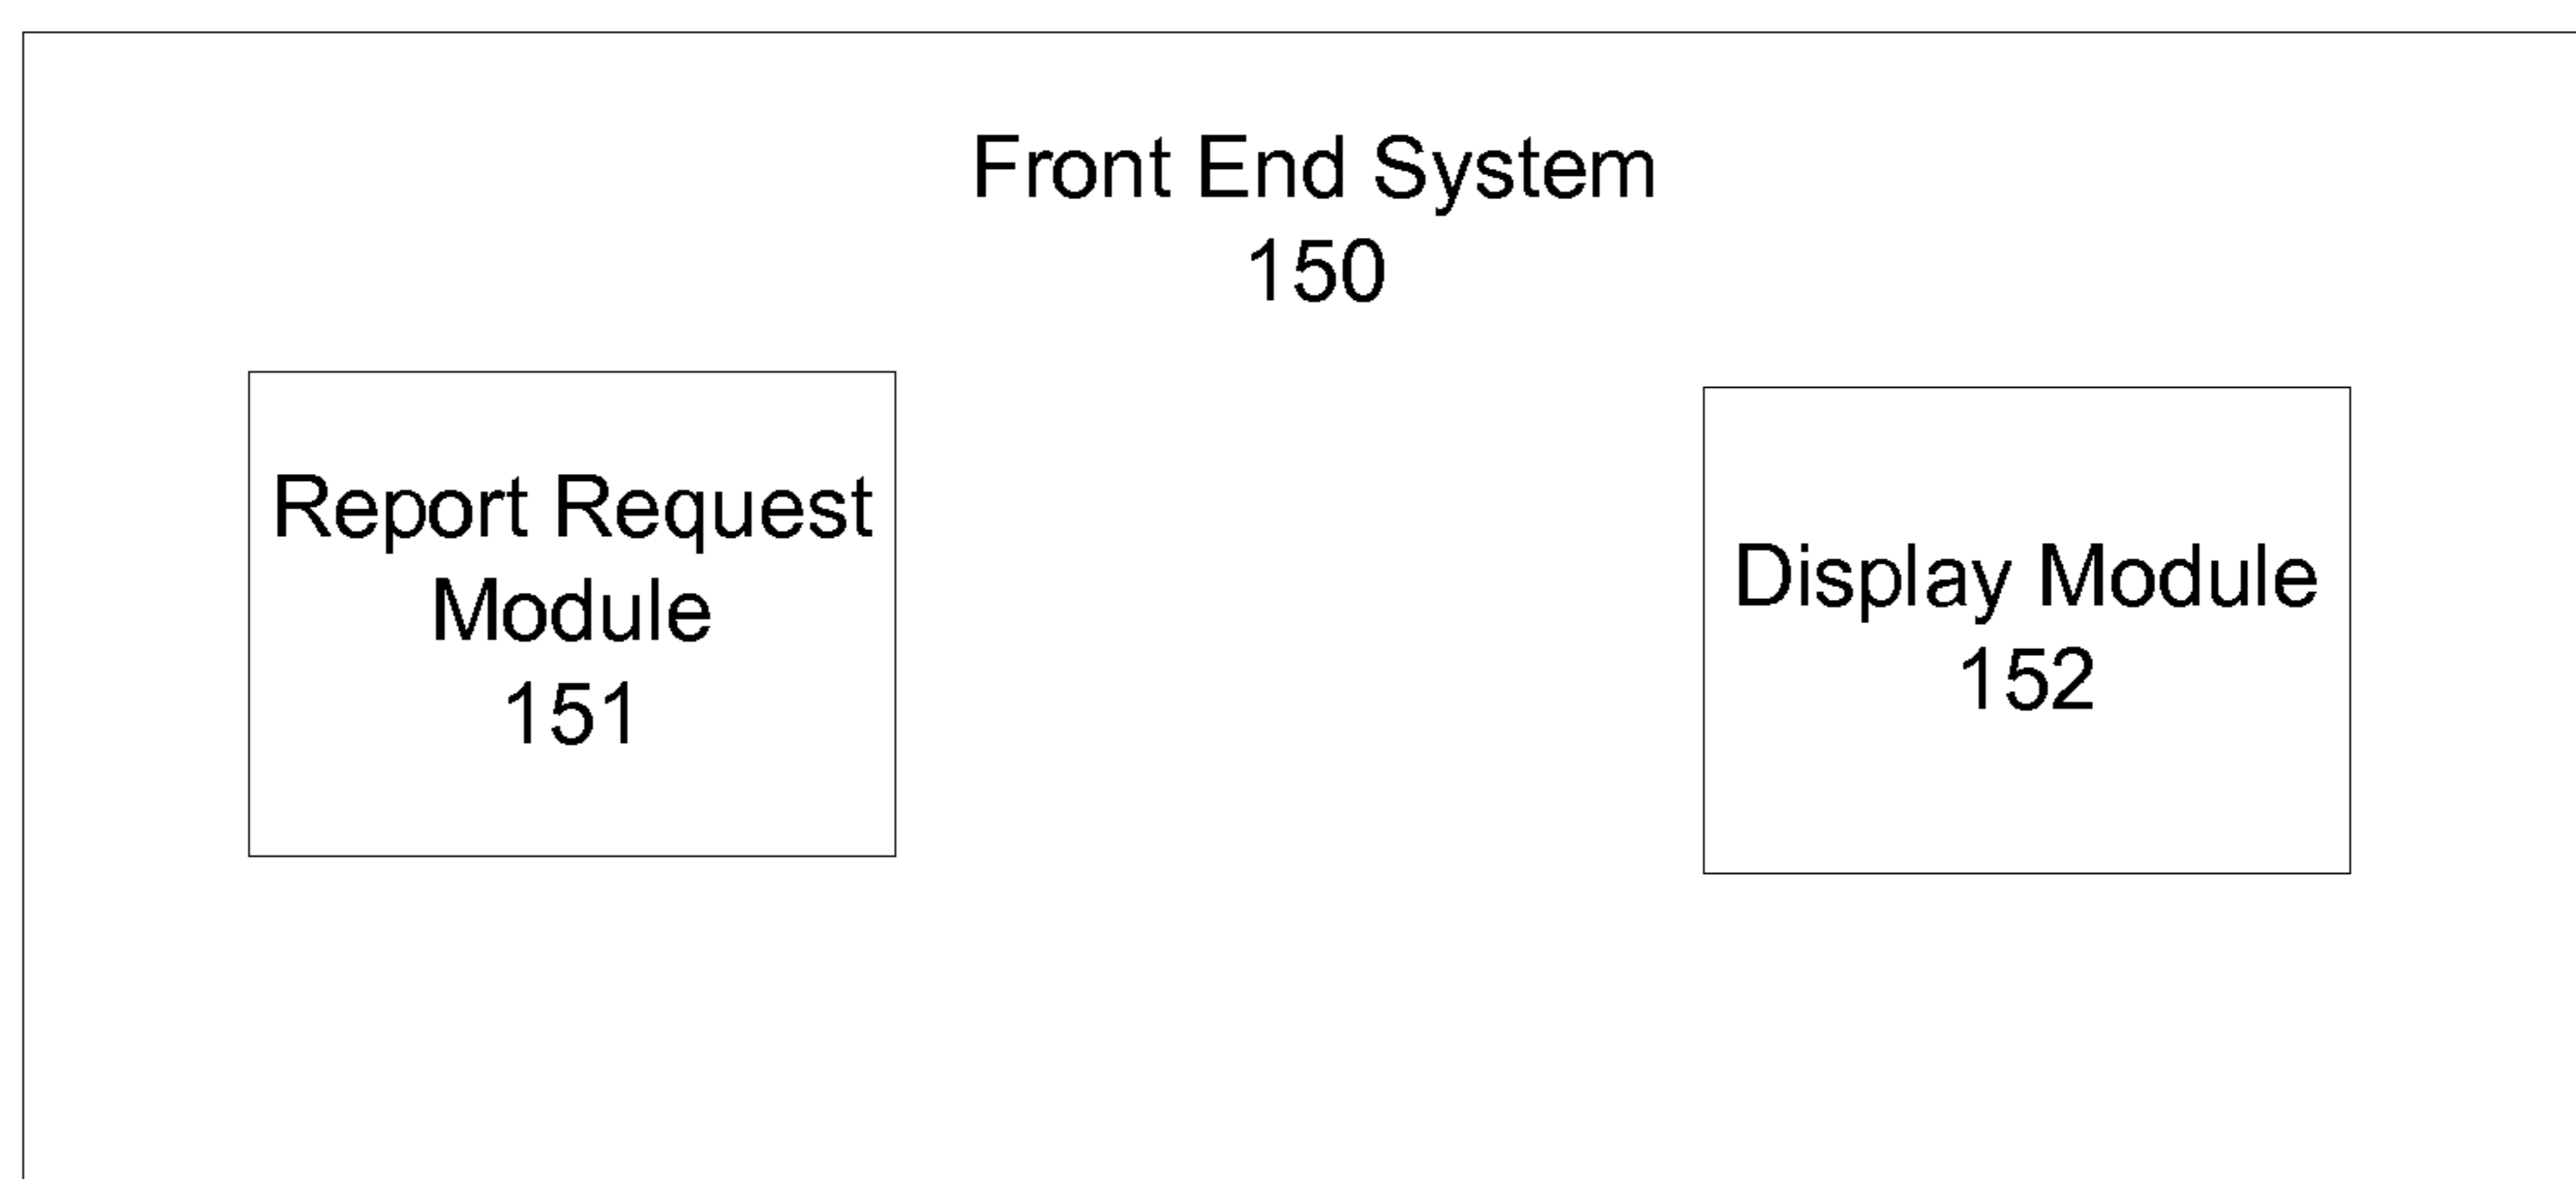 Front End System
150
Report Request
Module
151
Display Module
152